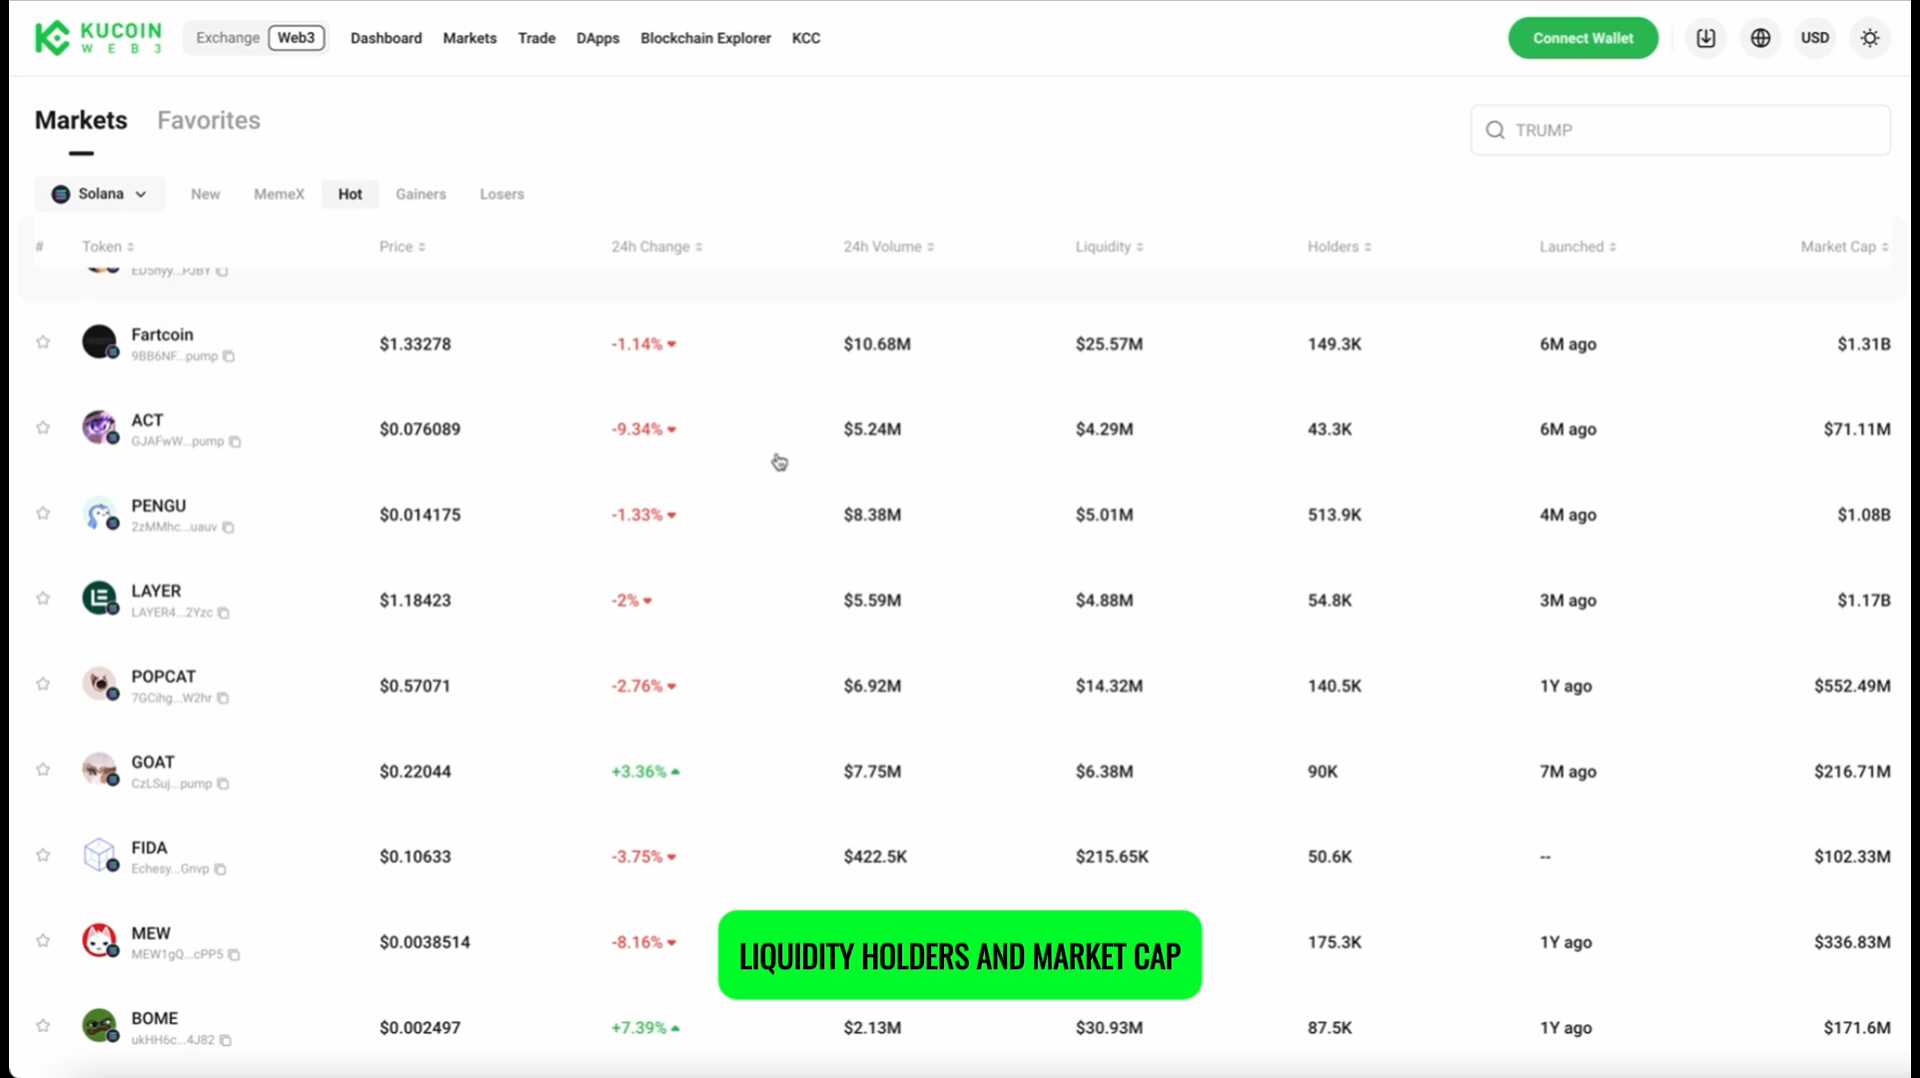 KUCOIN
WEB3
Exchange Web3 Dashboard Markets Trade DApps Blockchain Explorer KCC Connect Wallet USD
Markets Favorites
TRUMP
Solana New MemeX Hot Gainers Losers
# Token Price 24h Change 24h Volume Liquidity Holders Launched Market Cap
Fartcoin
9BB6NF...pump
$1.33278 -1.14% $10.68M $25.57M 149.3K 6M ago $1.31B
ACT
GJAFwW...pump
$0.076089 -9.34% $5.24M $4.29M 43.3K 6M ago $71.11M
PENGU
2zMMhc...uauv
$0.014175 -1.33% $8.38M $5.01M 513.9K 4M ago $1.08B
LAYER
LAYER4...2Yzc
$1.18423 -2% $5.59M $4.88M 54.8K 3M ago $1.17B
POPCAT
7GCihg...W2hr
$0.57071 -2.76% $6.92M $14.32M 140.5K 1Y ago $552.49M
GOAT
CzLSuj...pump
$0.22044 +3.36% $7.75M $6.38M 90K 7M ago $216.71M
FIDA
Echesy...Gnvp
$0.10633 -3.75% $422.5K $215.65K 50.6K -- $102.33M
MEW
MEW1gQ...cPP5
$0.0038514 -8.16% 175.3K 1Y ago $336.83M
LIQUIDITY HOLDERS AND MARKET CAP
BOME
ukHH6c...4J82
$0.002497 +7.39% $2.13M $30.93M 87.5K 1Y ago $171.6M